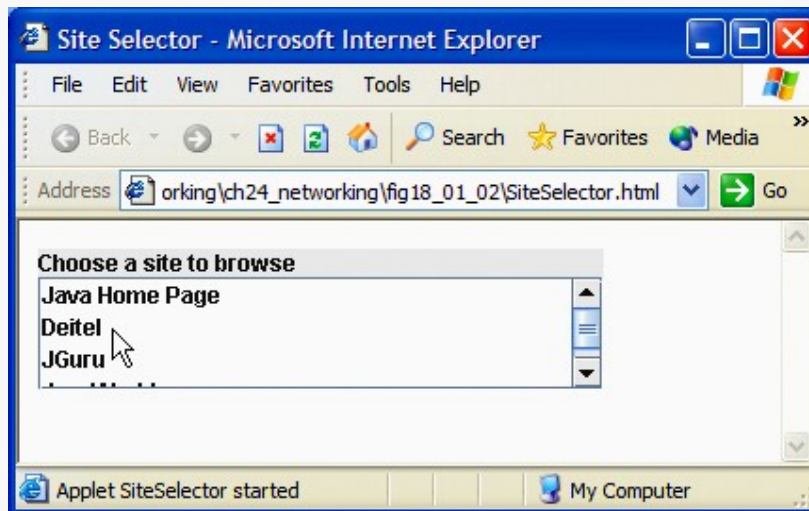 Site Selector - Microsoft Internet Explorer
File Edit View Favorites Tools Help
Back Search Favorites Media »
Address orking\ch24_networking\fig18_01_02\SiteSelector.html Go
Choose a site to browse
Java Home Page
Deitel
JGuru
Applet SiteSelector started My Computer